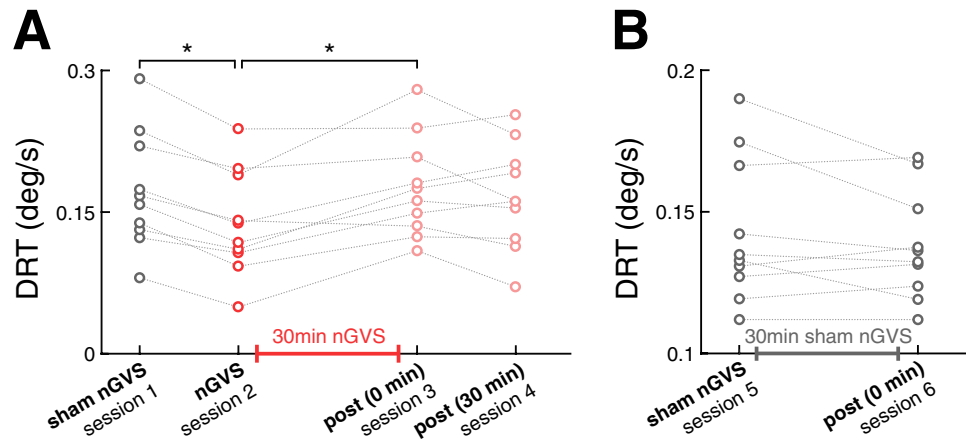 A
B
* *
DRT (deg/s)
0.3
0.15
0
30min nGVS
sham nGVS
session 1
nGVS
session 2
post (0 min)
session 3
post (30 min)
session 4
DRT (deg/s)
0.2
0.15
0.1
30min sham nGVS
sham nGVS
session 5
post (0 min)
session 6